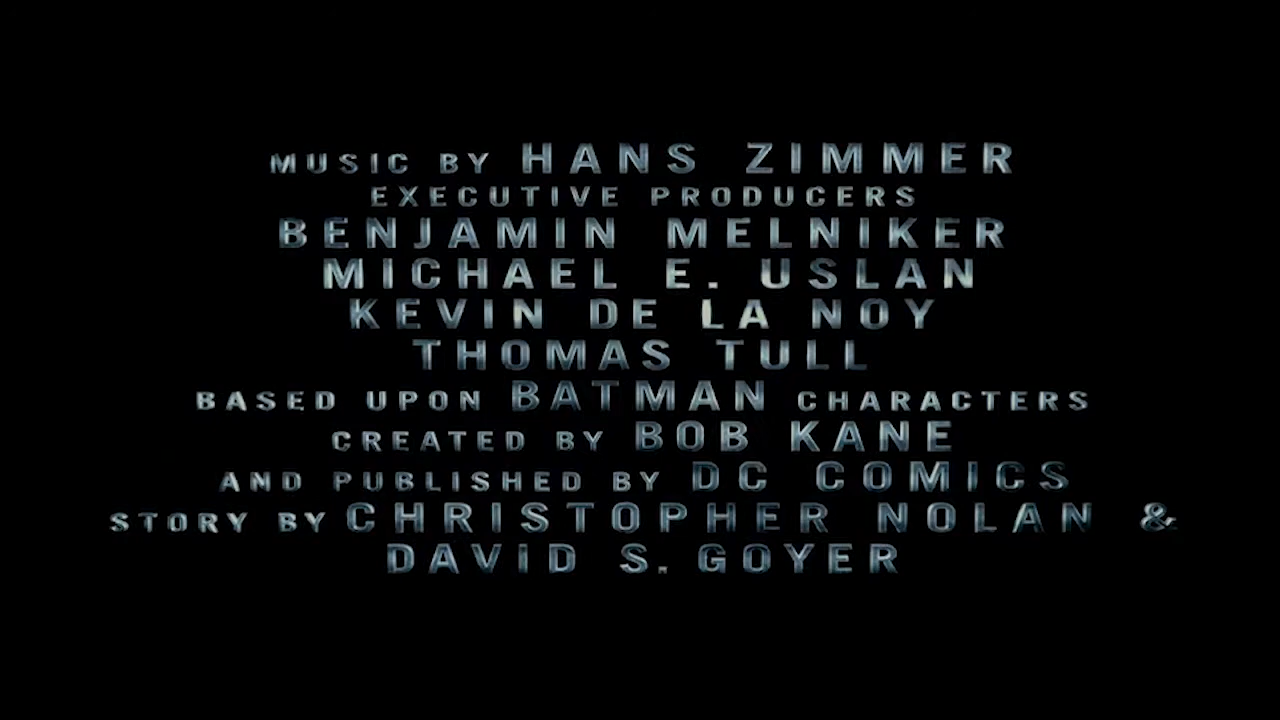 MUSIC BY HANS ZIMMER
EXECUTIVE PRODUCERS
BENJAMIN MELNIKER
MICHAEL E. USLAN
KEVIN DE LA NOY
THOMAS TULL
BASED UPON BATMAN CHARACTERS
CREATED BY BOB KANE
AND PUBLISHED BY DC COMICS
STORY BY CHRISTOPHER NOLAN &
DAVID S. GOYER